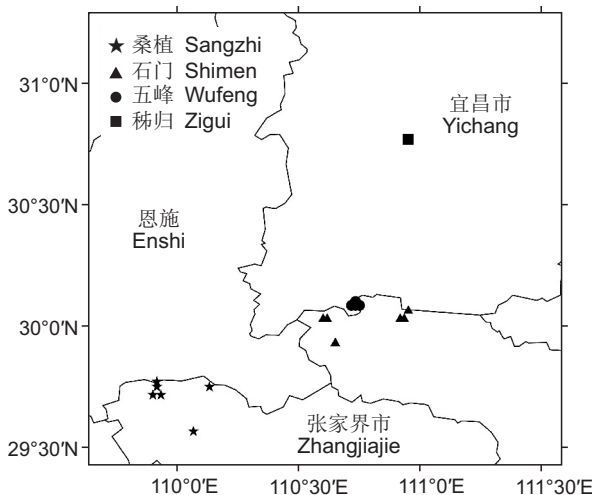 ★ 桑植 Sangzhi
▲ 石门 Shimen
● 五峰 Wufeng
■ 秭归 Zigui
宜昌市
Yichang
恩施
Enshi
张家界市
Zhangjiajie
31°0′N
30°30′N
30°0′N
29°30′N
110°0′E
110°30′E
111°0′E
111°30′E